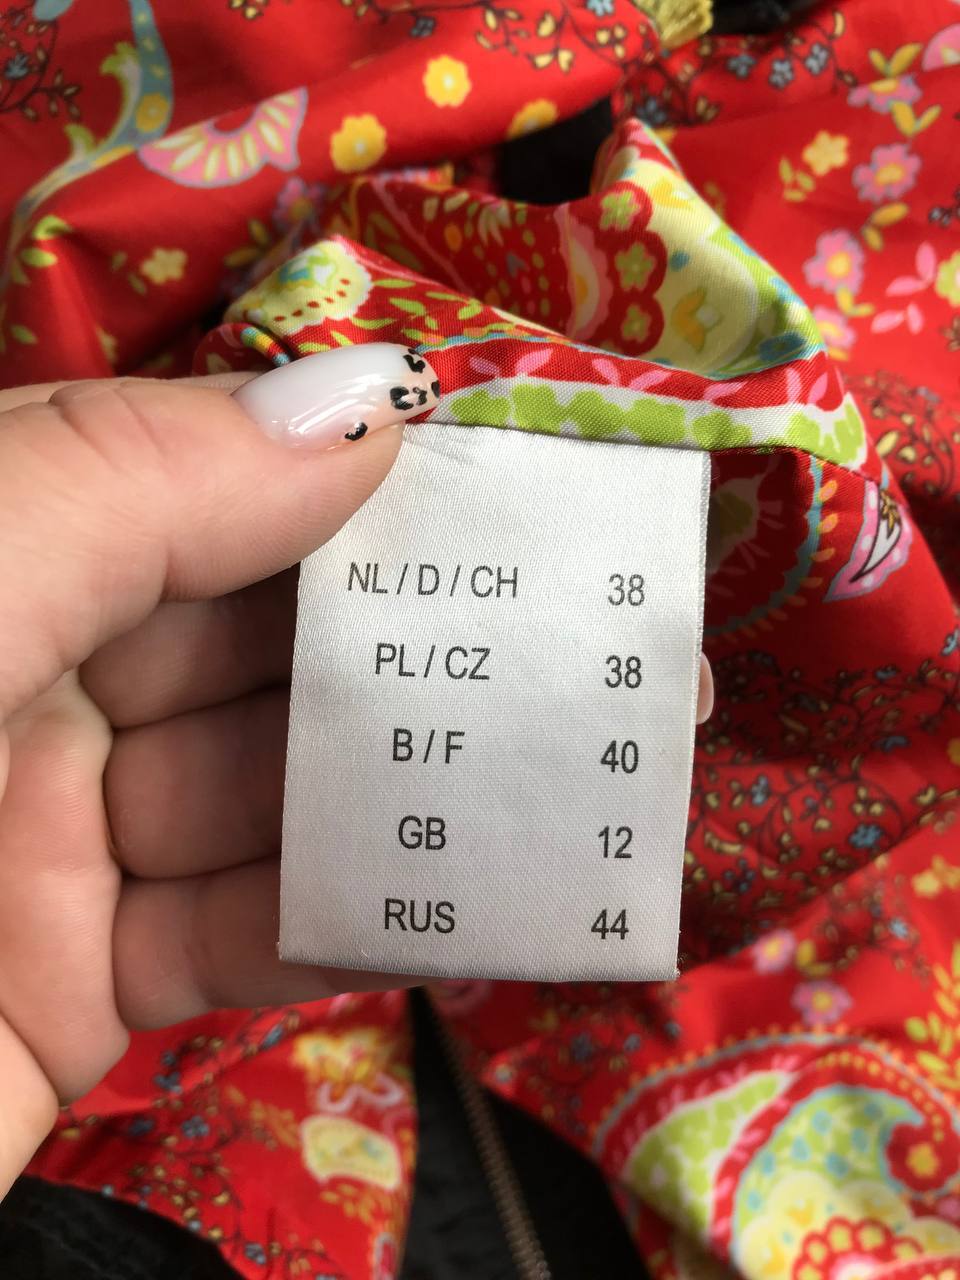 NL / D / CH 38
PL / CZ 38
B / F 40
GB 12
RUS 44